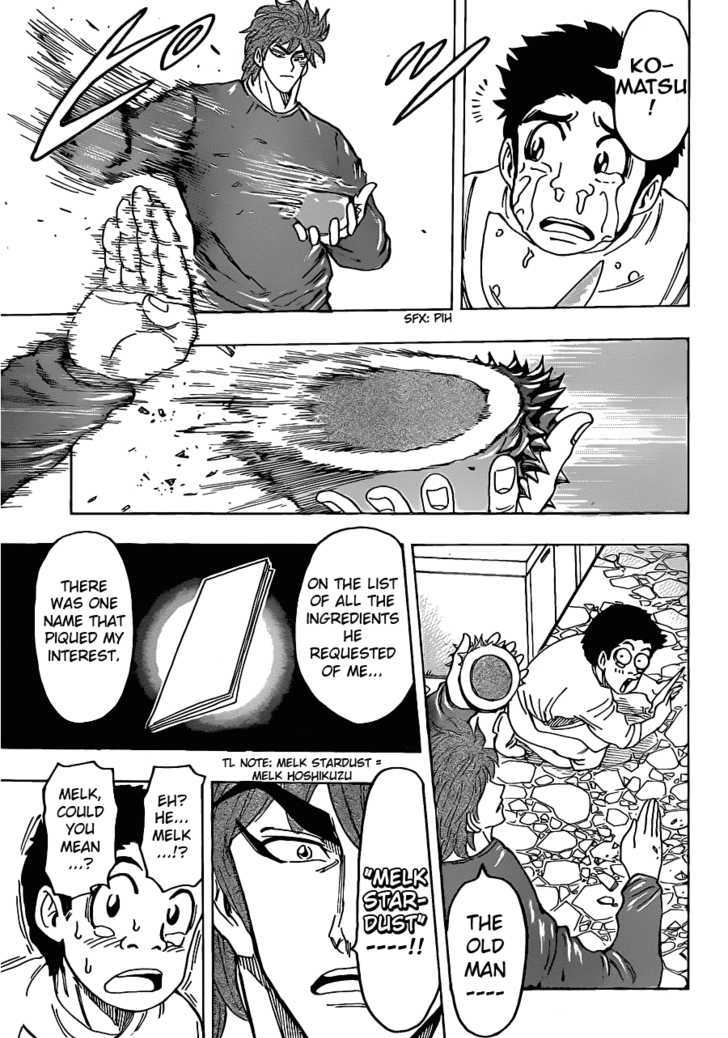 KO-
MATSU
!
SFX: PIH
THE
OLD
MAN
----
ON THE LIST
OF ALL THE
INGREDIENTS
HE
REQUESTED
OF ME...
THERE
WAS ONE
NAME THAT
PIQUED MY
INTEREST.
TL NOTE: MELK STARDUST =
MELK HOSHIKUZU
"MELK
STAR-
DUST"
----!!
EH?
HE...
MELK
...!?
MELK,
COULD
YOU
MEAN
...?